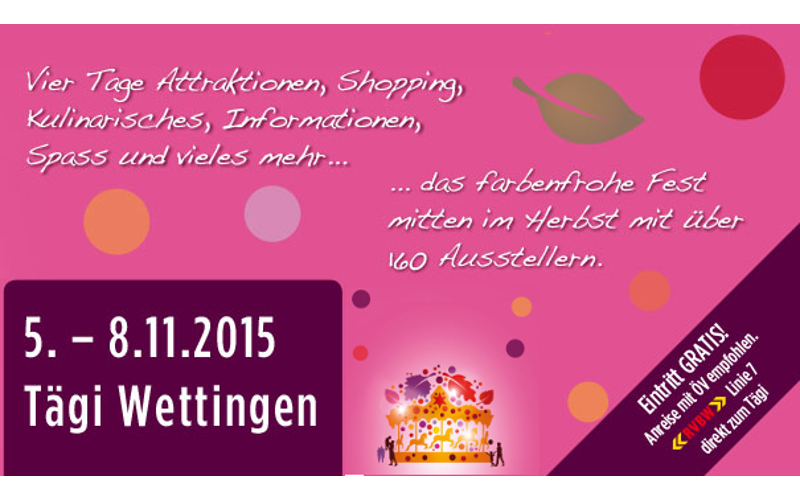 Vier Tage Attraktionen, Shopping,
Kulinarisches, Informationen,
Spass und vieles mehr...
... das farbenfrohe Fest
mitten im Herbst mit über
160 Ausstellern.
5. – 8.11.2015
Tägi Wettingen
Eintritt GRATIS!
Anreise mit ÖV empfohlen.
RVBW Linie 7
direkt zum Tägi